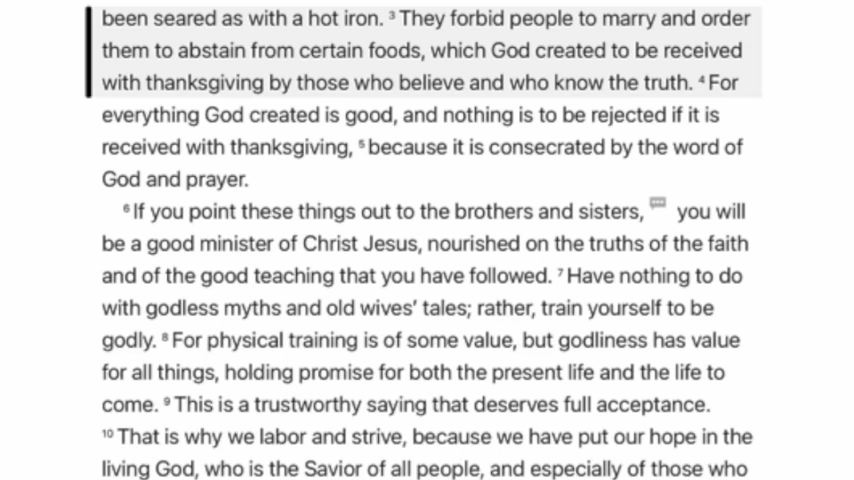 been seared as with a hot iron. ³ They forbid people to marry and order
them to abstain from certain foods, which God created to be received
with thanksgiving by those who believe and who know the truth. ⁴ For
everything God created is good, and nothing is to be rejected if it is
received with thanksgiving, ⁵ because it is consecrated by the word of
God and prayer.
⁶ If you point these things out to the brothers and sisters, you will
be a good minister of Christ Jesus, nourished on the truths of the faith
and of the good teaching that you have followed. ⁷ Have nothing to do
with godless myths and old wives’ tales; rather, train yourself to be
godly. ⁸ For physical training is of some value, but godliness has value
for all things, holding promise for both the present life and the life to
come. ⁹ This is a trustworthy saying that deserves full acceptance.
¹⁰ That is why we labor and strive, because we have put our hope in the
living God, who is the Savior of all people, and especially of those who